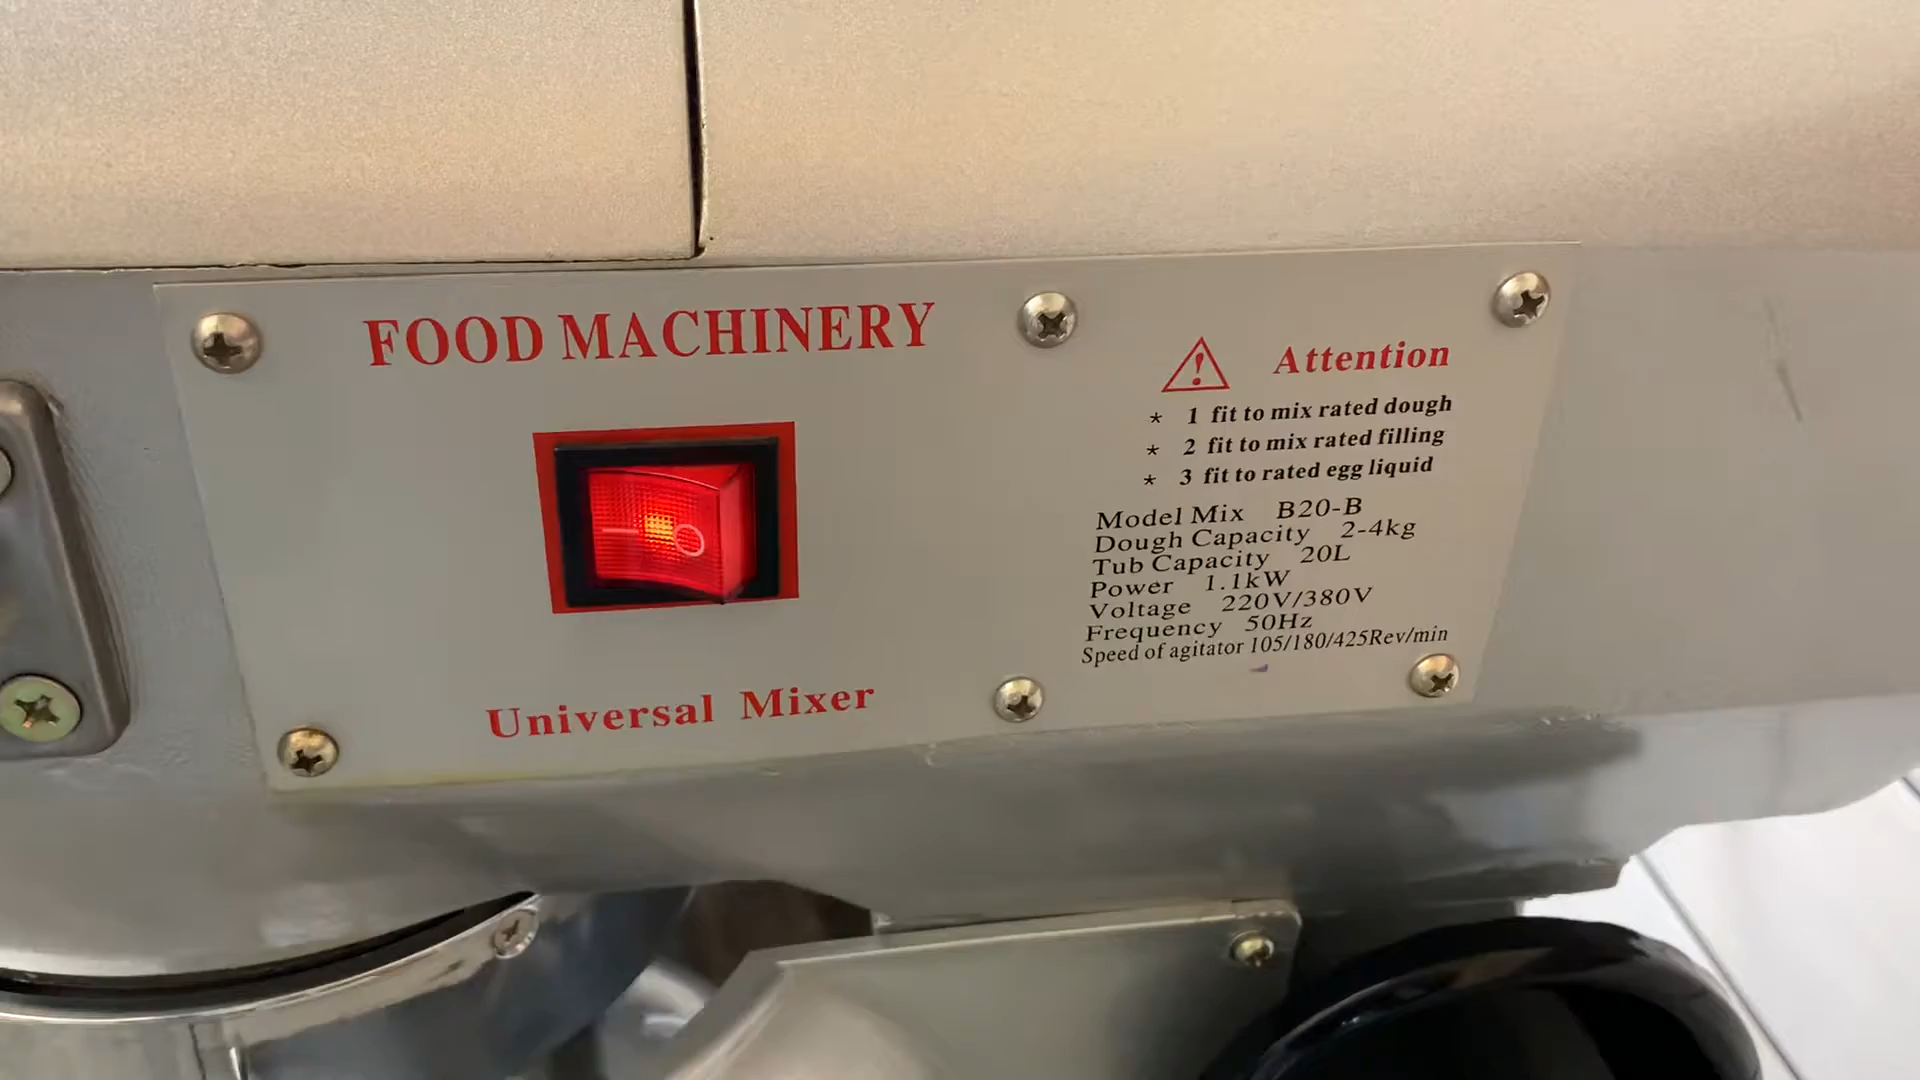 FOOD MACHINERY
Universal Mixer
Attention
* 1 fit to mix rated dough
* 2 fit to mix rated filling
* 3 fit to rated egg liquid
Model Mix B20-B
Dough Capacity 2-4kg
Tub Capacity 20L
Power 1.1kW
Voltage 220V/380V
Frequency 50Hz
Speed of agitator 105/180/425Rev/min